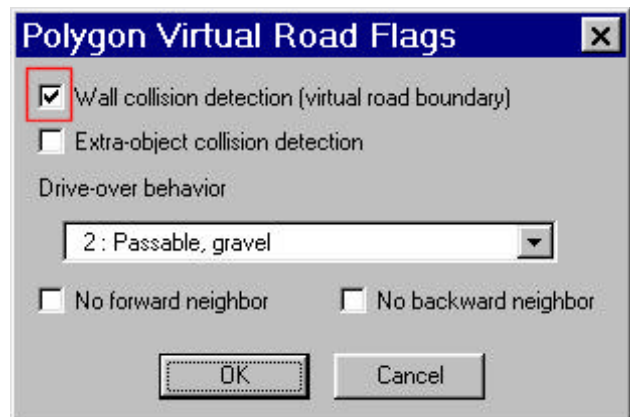 Polygon Virtual Road Flags
Wall collision detection (virtual road boundary)
Extra-object collision detection
Drive-over behavior
2 : Passable, gravel
No forward neighbor No backward neighbor
OK Cancel